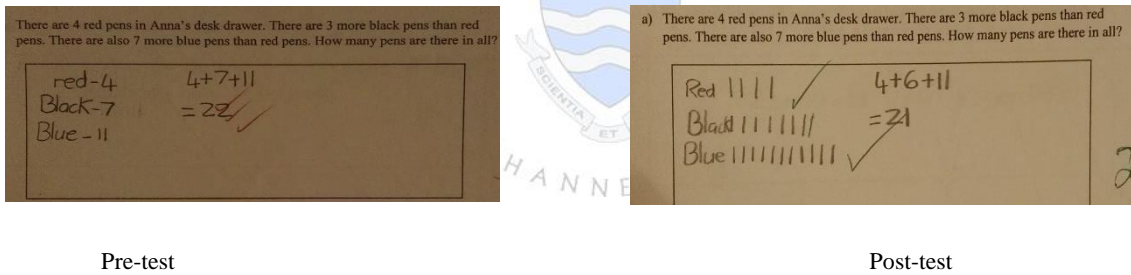 There are 4 red pens in Anna's desk drawer. There are 3 more black pens than red
pens. There are also 7 more blue pens than red pens. How many pens are there in all?
red-4 4+7+11
Black-7 =22
Blue-11
SCIENTIA
ET
HANNE
a) There are 4 red pens in Anna's desk drawer. There are 3 more black pens than red
pens. There are also 7 more blue pens than red pens. How many pens are there in all?
Red |||| 4+6+11
Black ||||||| =21
Blue |||||||||||
2
Pre-test
Post-test